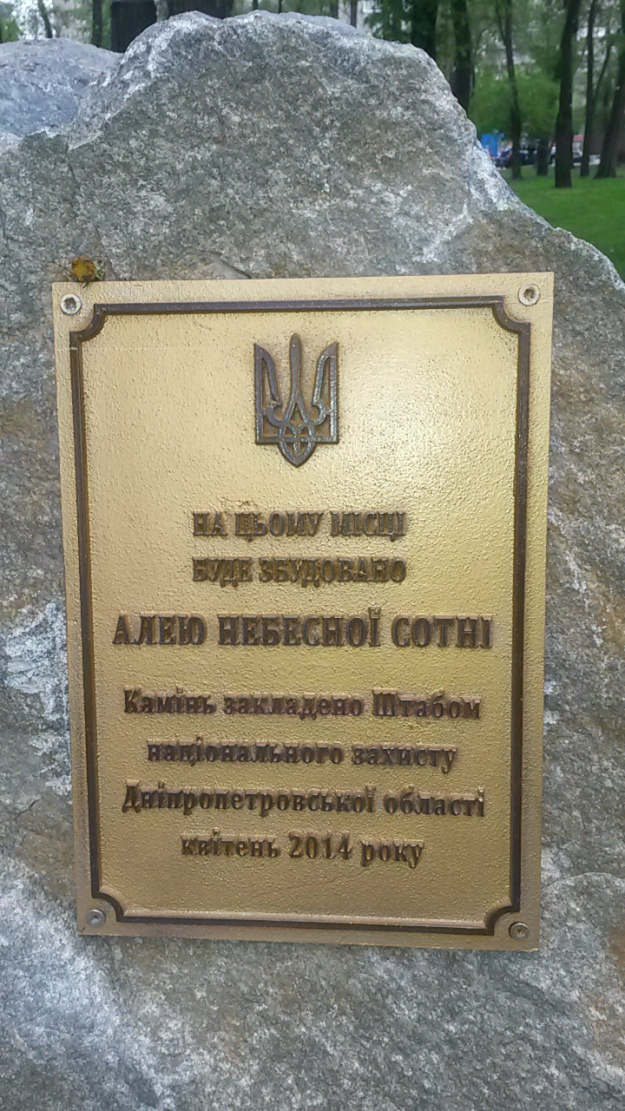 НА ЦЬОМУ МІСЦІ
БУДЕ ЗБУДОВАНО
АЛЕЮ НЕБЕСНОЇ СОТНІ
Камінь закладено Штабом
національного захисту
Дніпропетровської області
квітень 2014 року